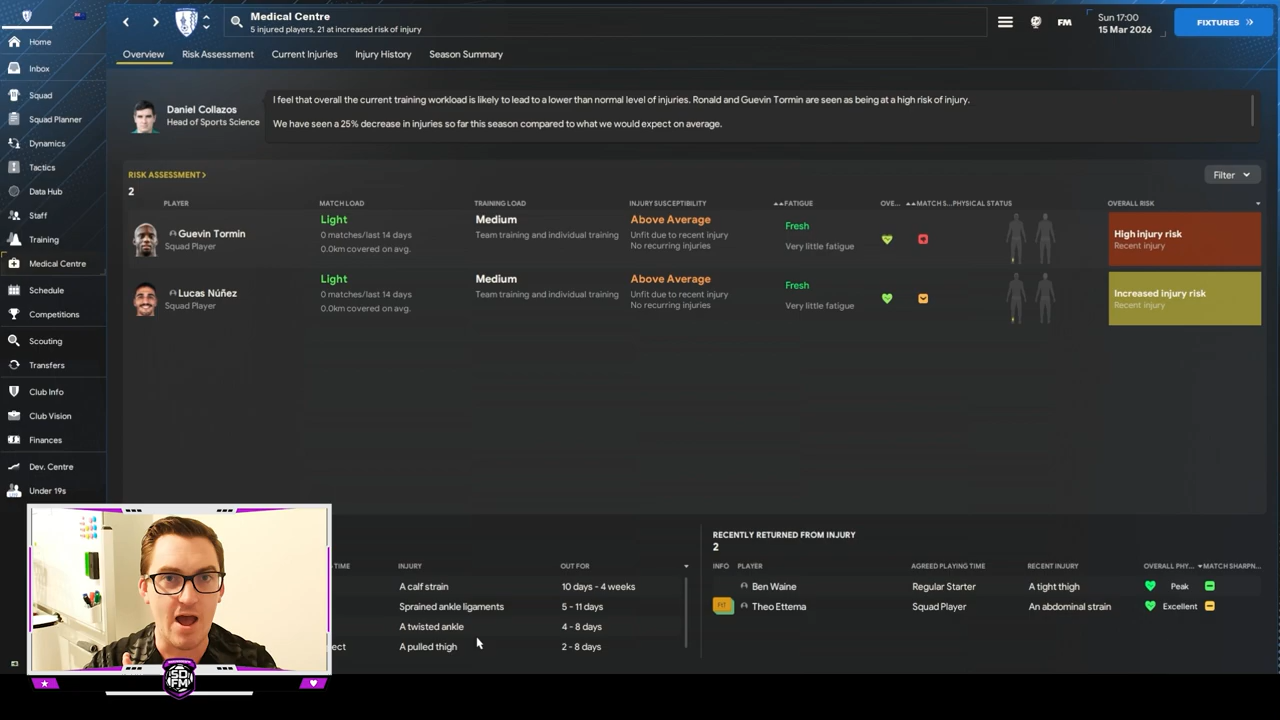 Medical Centre
5 injured players, 21 at increased risk of injury
FM
Sun 17:00
15 Mar 2026
FIXTURES
Home
Inbox
Squad
Squad Planner
Dynamics
Tactics
Data Hub
Staff
Training
Medical Centre
Schedule
Competitions
Scouting
Transfers
Club Info
Club Vision
Finances
Dev. Centre
Under 19s
Overview
Risk Assessment
Current Injuries
Injury History
Season Summary
Daniel Collazos
Head of Sports Science
I feel that overall the current training workload is likely to lead to a lower than normal level of injuries. Ronald and Guevin Tormin are seen as being at a high risk of injury.
We have seen a 25% decrease in injuries so far this season compared to what we would expect on average.
RISK ASSESSMENT
2
Filter
PLAYER MATCH LOAD TRAINING LOAD INJURY SUSCEPTIBILITY FATIGUE OVE... MATCH S... PHYSICAL STATUS OVERALL RISK
Guevin Tormin
Squad Player
Light
0 matches/last 14 days
0.0km covered on avg.
Medium
Team training and individual training
Above Average
Unfit due to recent injury
No recurring injuries
Fresh
Very little fatigue
High injury risk
Recent injury
Lucas Núñez
Squad Player
Light
0 matches/last 14 days
0.0km covered on avg.
Medium
Team training and individual training
Above Average
Unfit due to recent injury
No recurring injuries
Fresh
Very little fatigue
Increased injury risk
Recent injury
TIME INJURY OUT FOR
A calf strain 10 days - 4 weeks
Sprained ankle ligaments 5 - 11 days
A twisted ankle 4 - 8 days
ect A pulled thigh 2 - 8 days
RECENTLY RETURNED FROM INJURY
2
INFO PLAYER AGREED PLAYING TIME RECENT INJURY OVERALL PHY... MATCH SHARPN...
Ben Waine Regular Starter A tight thigh Peak
FIT Theo Ettema Squad Player An abdominal strain Excellent
SD
FM